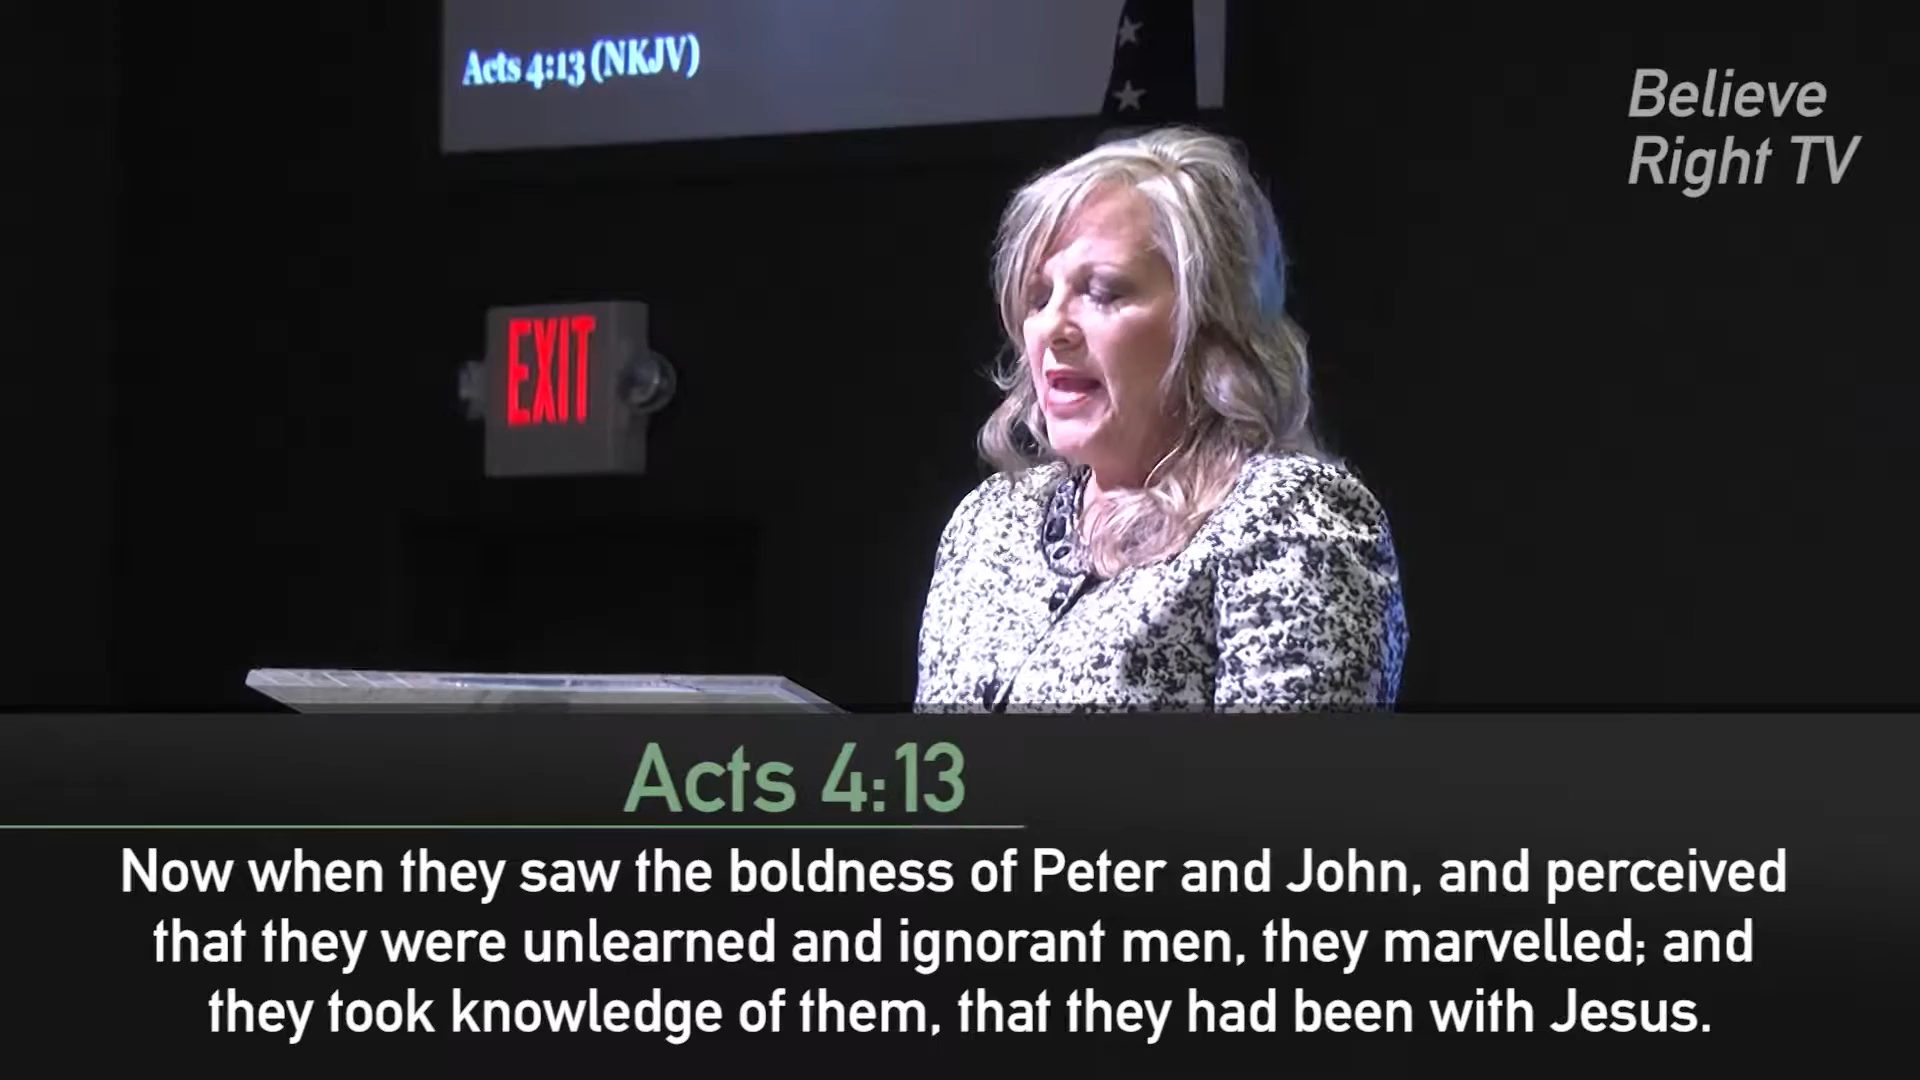 Acts 4:13 (NKJV)
Believe
Right TV
EXIT
Acts 4:13
Now when they saw the boldness of Peter and John, and perceived
that they were unlearned and ignorant men, they marvelled; and
they took knowledge of them, that they had been with Jesus.